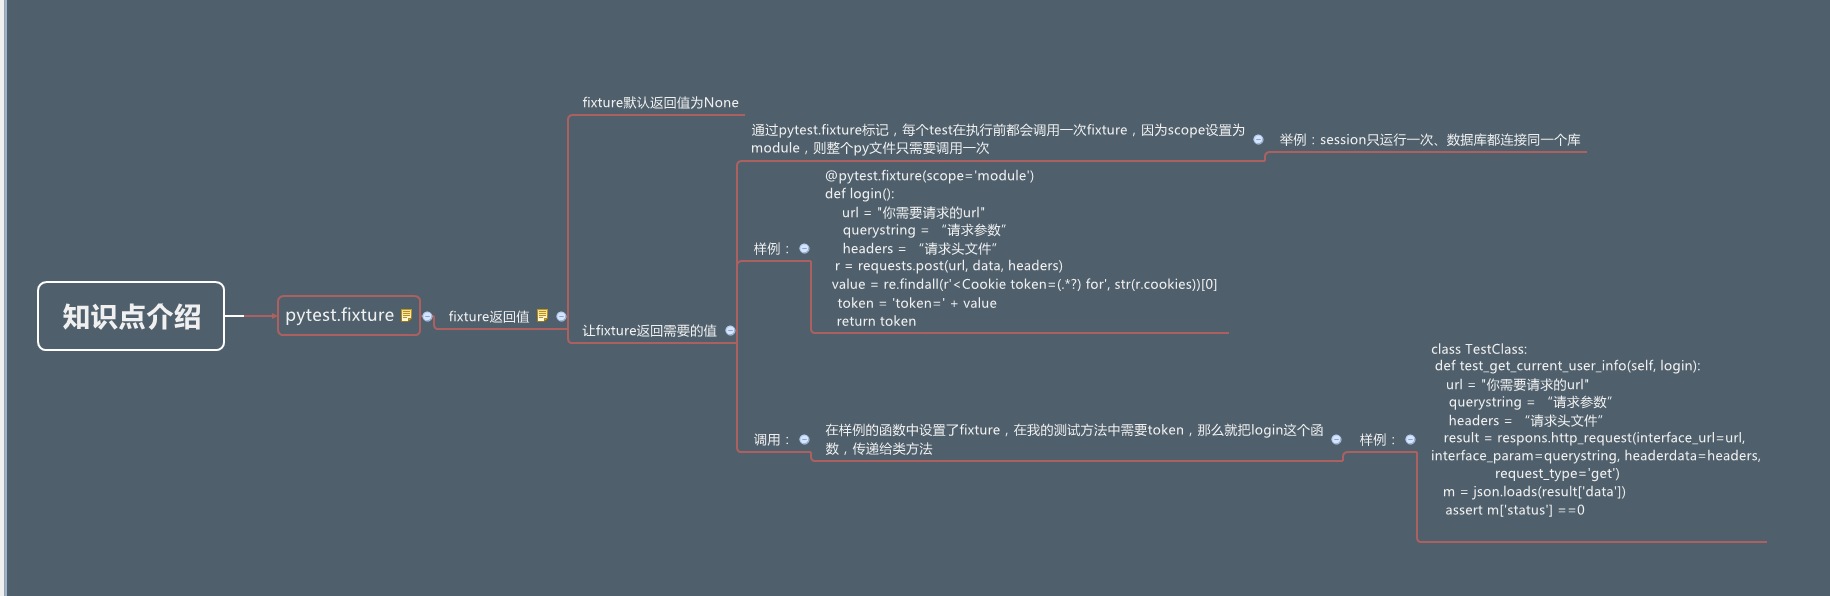 知识点介绍
pytest.fixture
fixture返回值
fixture默认返回值为None
让fixture返回需要的值
通过pytest.fixture标记，每个test在执行前都会调用一次fixture，因为scope设置为
module，则整个py文件只需要调用一次
举例：session只运行一次、数据库都连接同一个库
样例：
@pytest.fixture(scope='module')
def login():
url = "你需要请求的url"
querystring = “请求参数”
headers = “请求头文件”
r = requests.post(url, data, headers)
value = re.findall(r'<Cookie token=(.*?) for', str(r.cookies))[0]
token = 'token=' + value
return token
调用：
在样例的函数中设置了fixture，在我的测试方法中需要token，那么就把login这个函
数，传递给类方法
样例：
class TestClass:
def test_get_current_user_info(self, login):
url = "你需要请求的url"
querystring = “请求参数”
headers = “请求头文件”
result = respons.http_request(interface_url=url,
interface_param=querystring, headerdata=headers,
request_type='get')
m = json.loads(result['data'])
assert m['status'] ==0